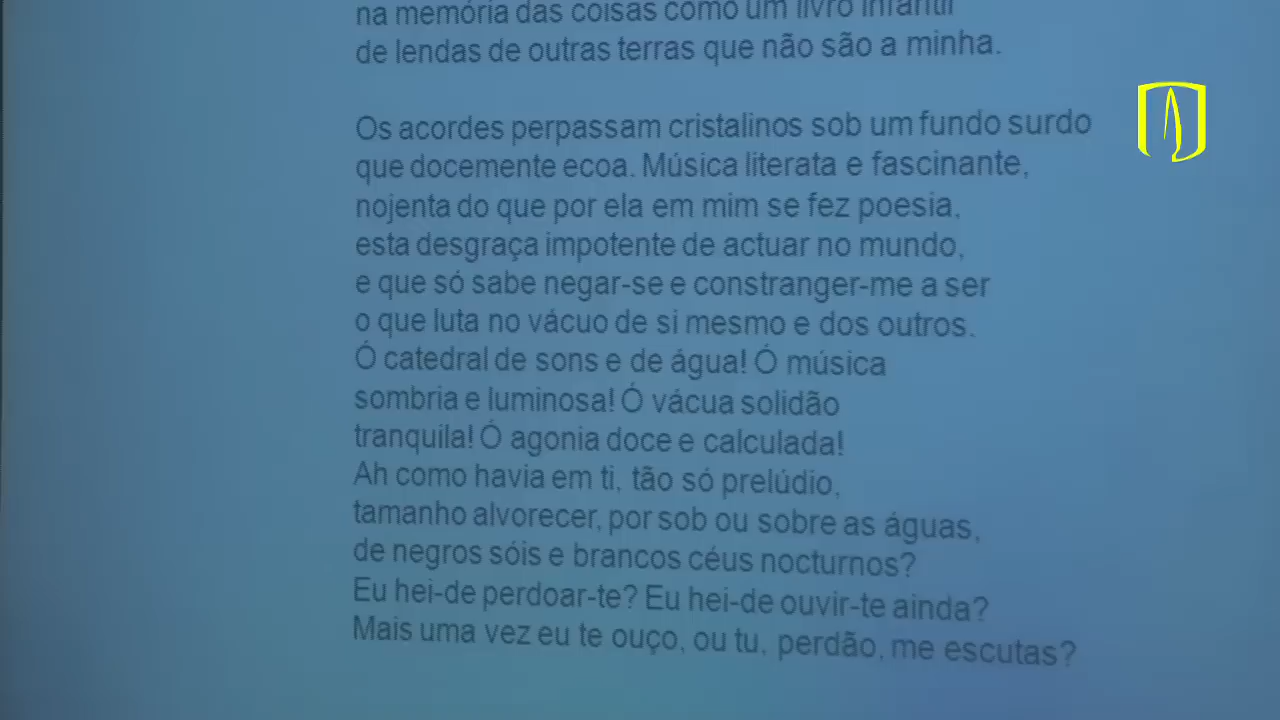 na memória das coisas como um livro infantil
de lendas de outras terras que não são a minha.
Os acordes perpassam cristalinos sob um fundo surdo
que docemente ecoa. Música literata e fascinante,
nojenta do que por ela em mim se fez poesia,
esta desgraça impotente de actuar no mundo,
e que só sabe negar-se e constranger-me a ser
o que luta no vácuo de si mesmo e dos outros.
Ó catedral de sons e de água! Ó música
sombria e luminosa! Ó vácua solidão
tranquila! Ó agonia doce e calculada!
Ah como havia em ti, tão só prelúdio,
tamanho alvorecer, por sob ou sobre as águas,
de negros sóis e brancos céus nocturnos?
Eu hei-de perdoar-te? Eu hei-de ouvir-te ainda?
Mais uma vez eu te ouço, ou tu, perdão, me escutas?